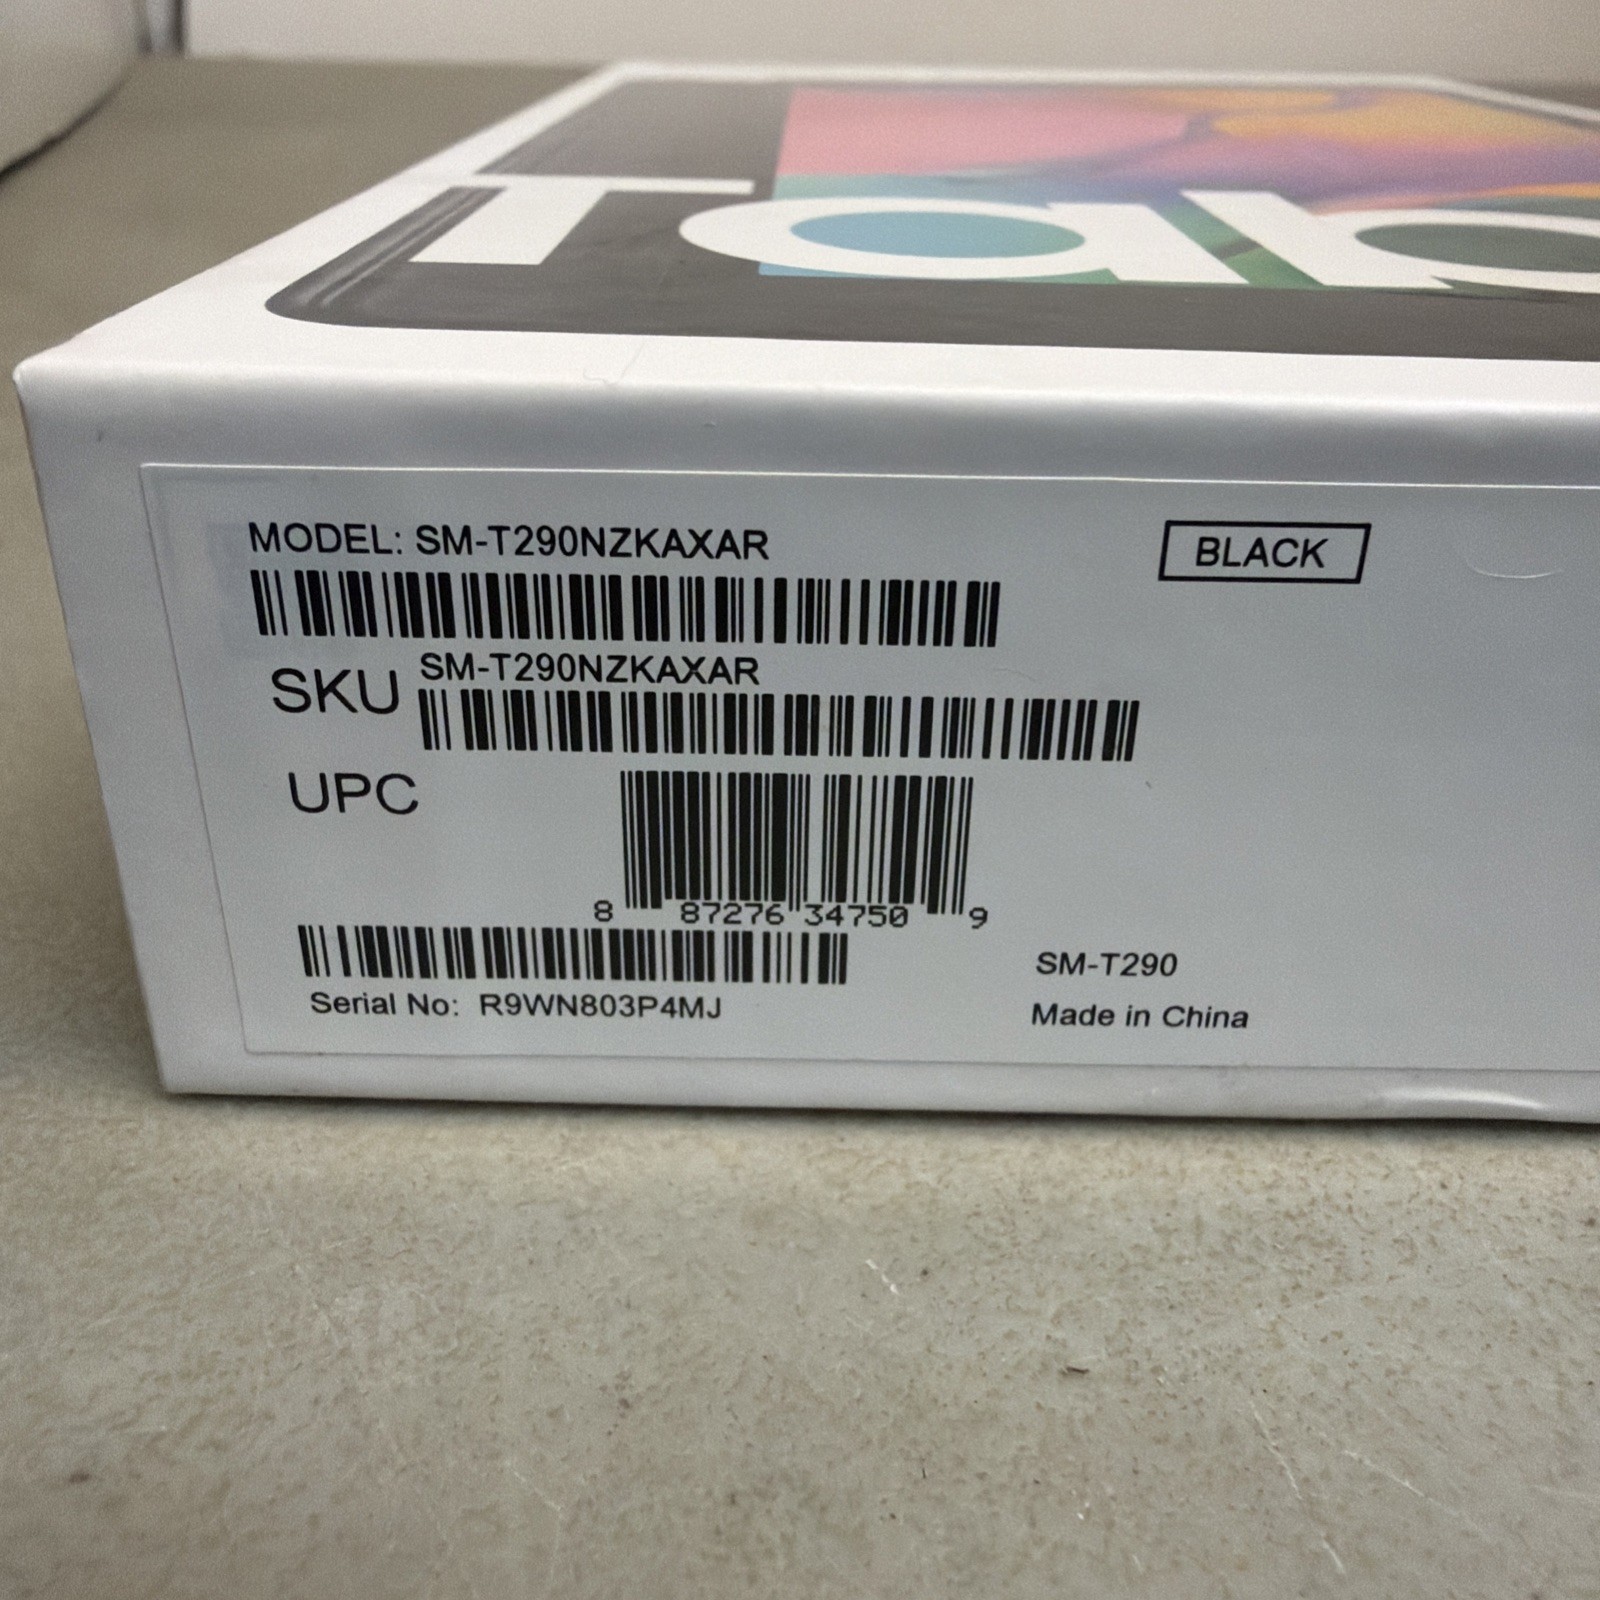 Tab
MODEL: SM-T290NZKAXAR
BLACK
SKU SM-T290NZKAXAR
UPC
8 87276 34750 9
Serial No: R9WN803P4MJ
SM-T290
Made in China